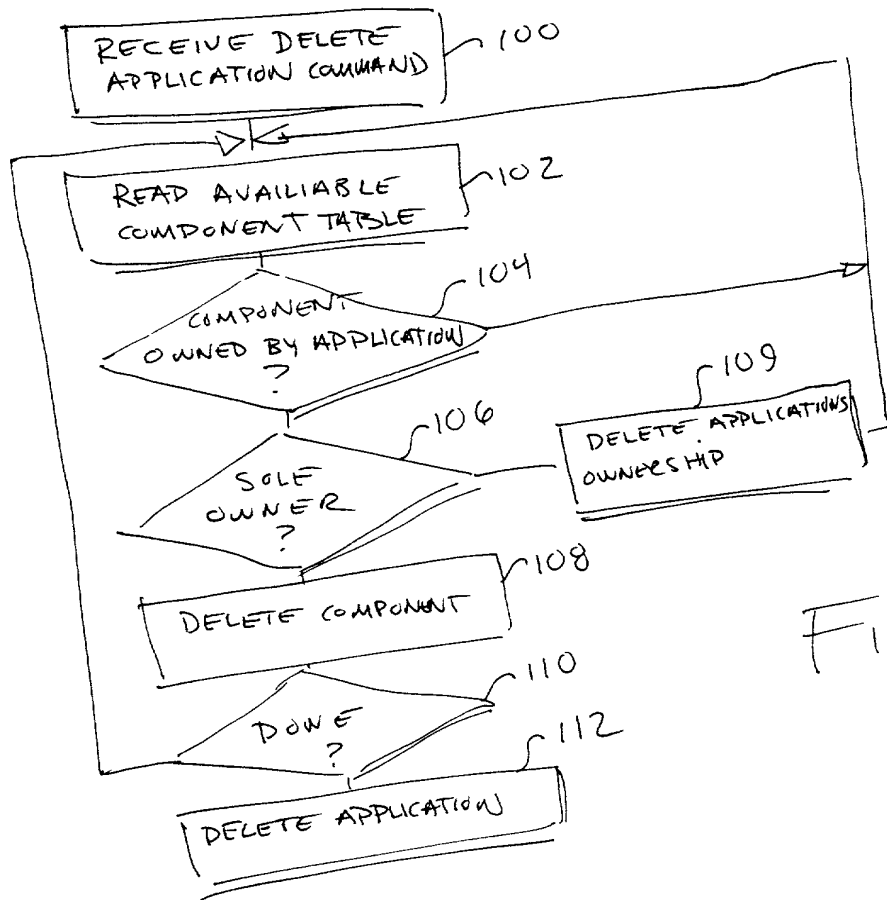 RECEIVE DELETE
APPLICATION COMMAND
100
READ AVAILIABLE
COMPONENT TABLE
102
COMPONENT
OWNED BY APPLICATION
?
104
SOLE
OWNER
?
106
DELETE APPLICATIONS
OWNERSHIP
109
DELETE COMPONENT
108
DONE
?
110
DELETE APPLICATION
112